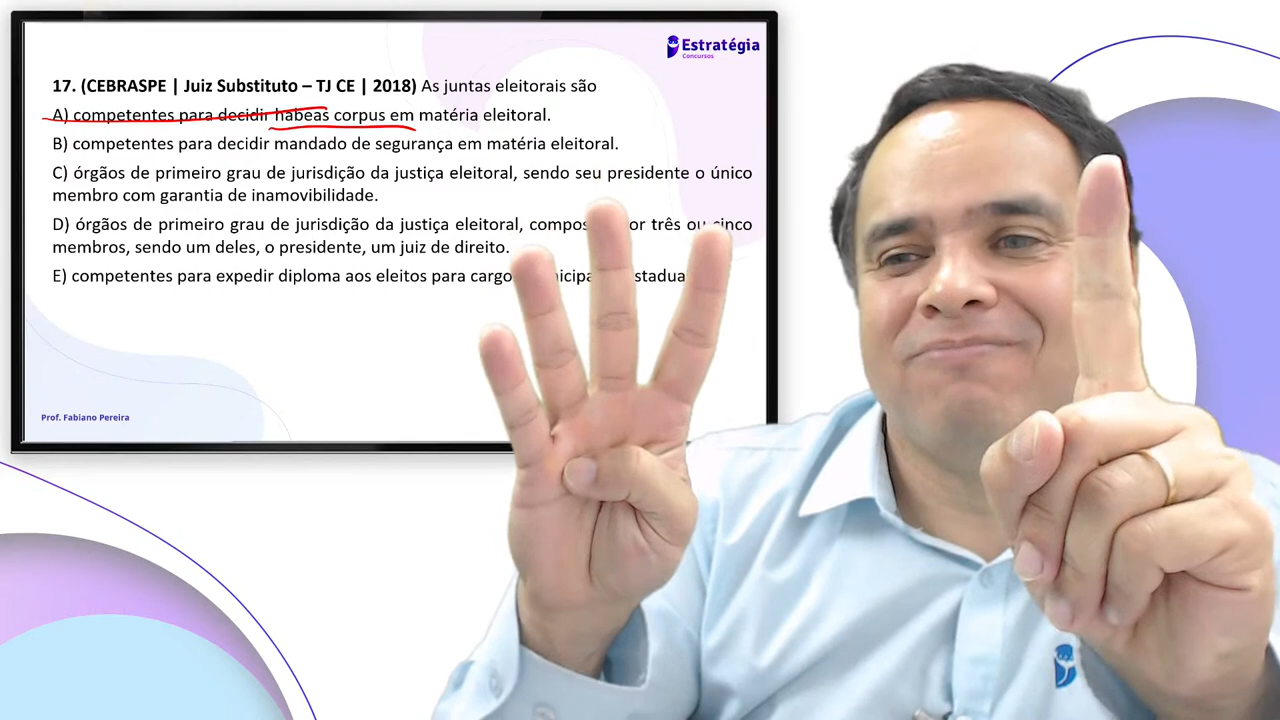 Estratégia
Concursos
17. (CEBRASPE | Juiz Substituto – TJ CE | 2018) As juntas eleitorais são
A) competentes para decidir habeas corpus em matéria eleitoral.
B) competentes para decidir mandado de segurança em matéria eleitoral.
C) órgãos de primeiro grau de jurisdição da justiça eleitoral, sendo seu presidente o único
membro com garantia de inamovibilidade.
D) órgãos de primeiro grau de jurisdição da justiça eleitoral, três ou cinco
membros, sendo um deles, o presidente, um juiz de direito.
E) competentes para expedir diploma aos eleitos para
Prof. Fabiano Pereira